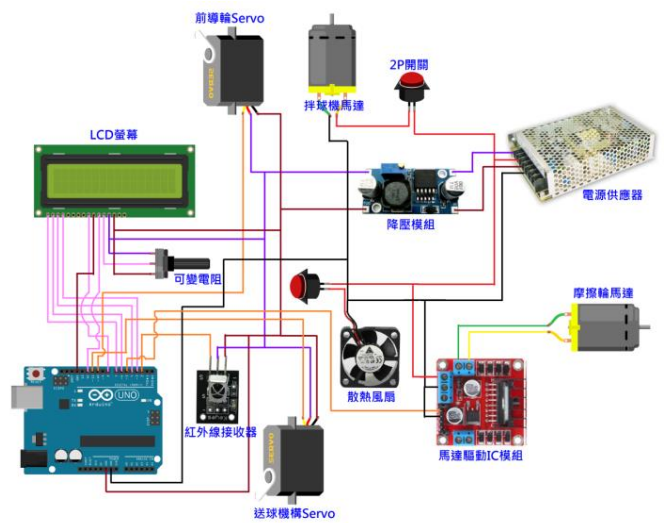 前導輪Servo
2P開關
拌球機馬達
LCD螢幕
電源供應器
降壓模組
可變電阻
摩擦輪馬達
散熱風扇
紅外線接收器
馬達驅動IC模組
送球機構Servo
RESET
UNO